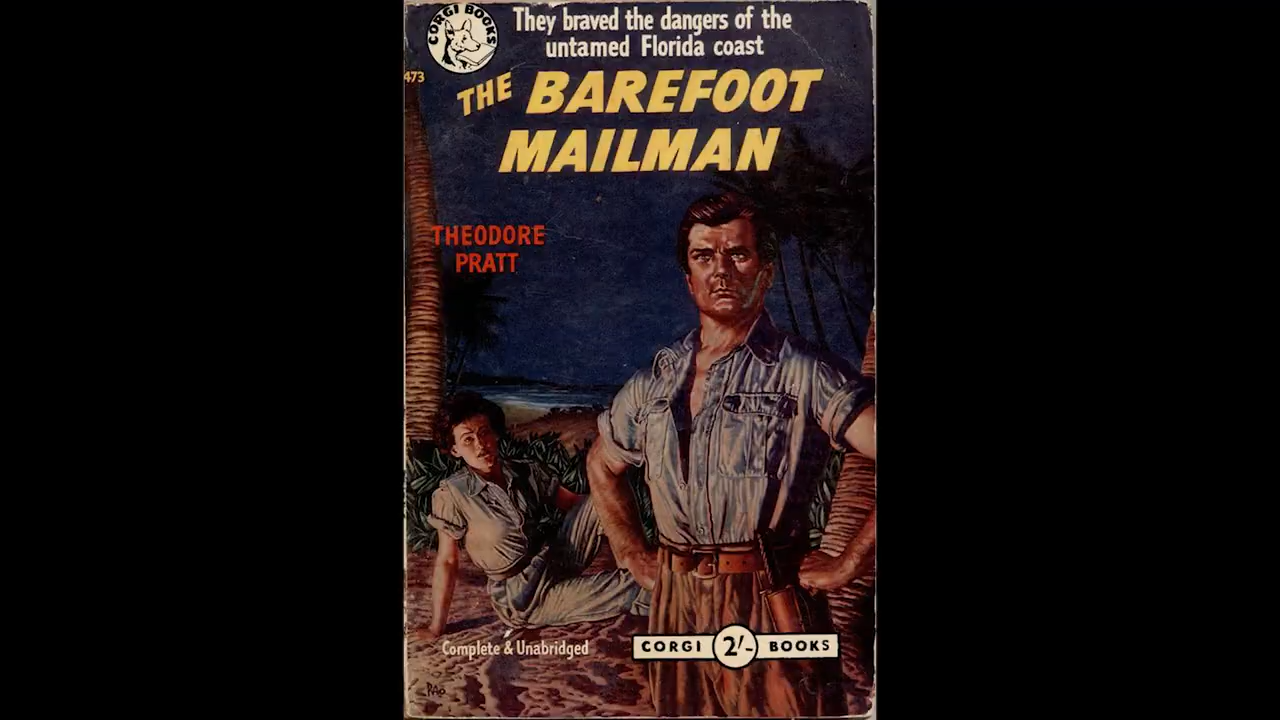 CORGI BOOKS
They braved the dangers of the
untamed Florida coast
473
THE BAREFOOT
MAILMAN
THEODORE
PRATT
Complete & Unabridged
CORGI 2/- BOOKS